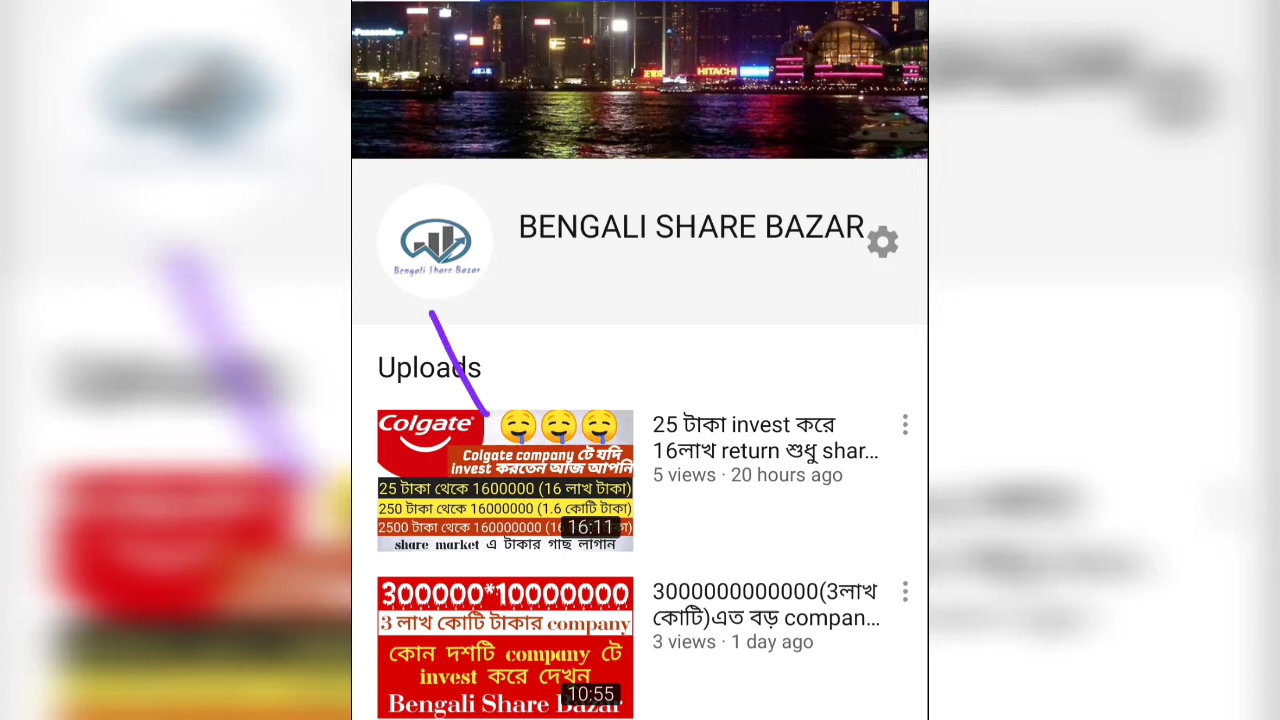 Panasonic
HITACHI
BENGALI SHARE BAZAR
Bengali Share Bazar
Uploads
Colgate
Colgate company টে যদি
invest করতেন আজ আপনি
25 টাকা থেকে 1600000 (16 লাখ টাকা)
250 টাকা থেকে 16000000 (1.6 কোটি টাকা)
2500 টাকা থেকে 160000000 (16
16:11
share market এ টাকার গাছ লাগান
25 টাকা invest করে
16লাখ return শুধু shar...
5 views · 20 hours ago
300000*10000000
3 লাখ কোটি টাকার company
কোন দশটি company টে
invest করে দেখন
10:55
Bengali Share Bazar
3000000000000(3লাখ
কোটি)এত বড় compan...
3 views · 1 day ago